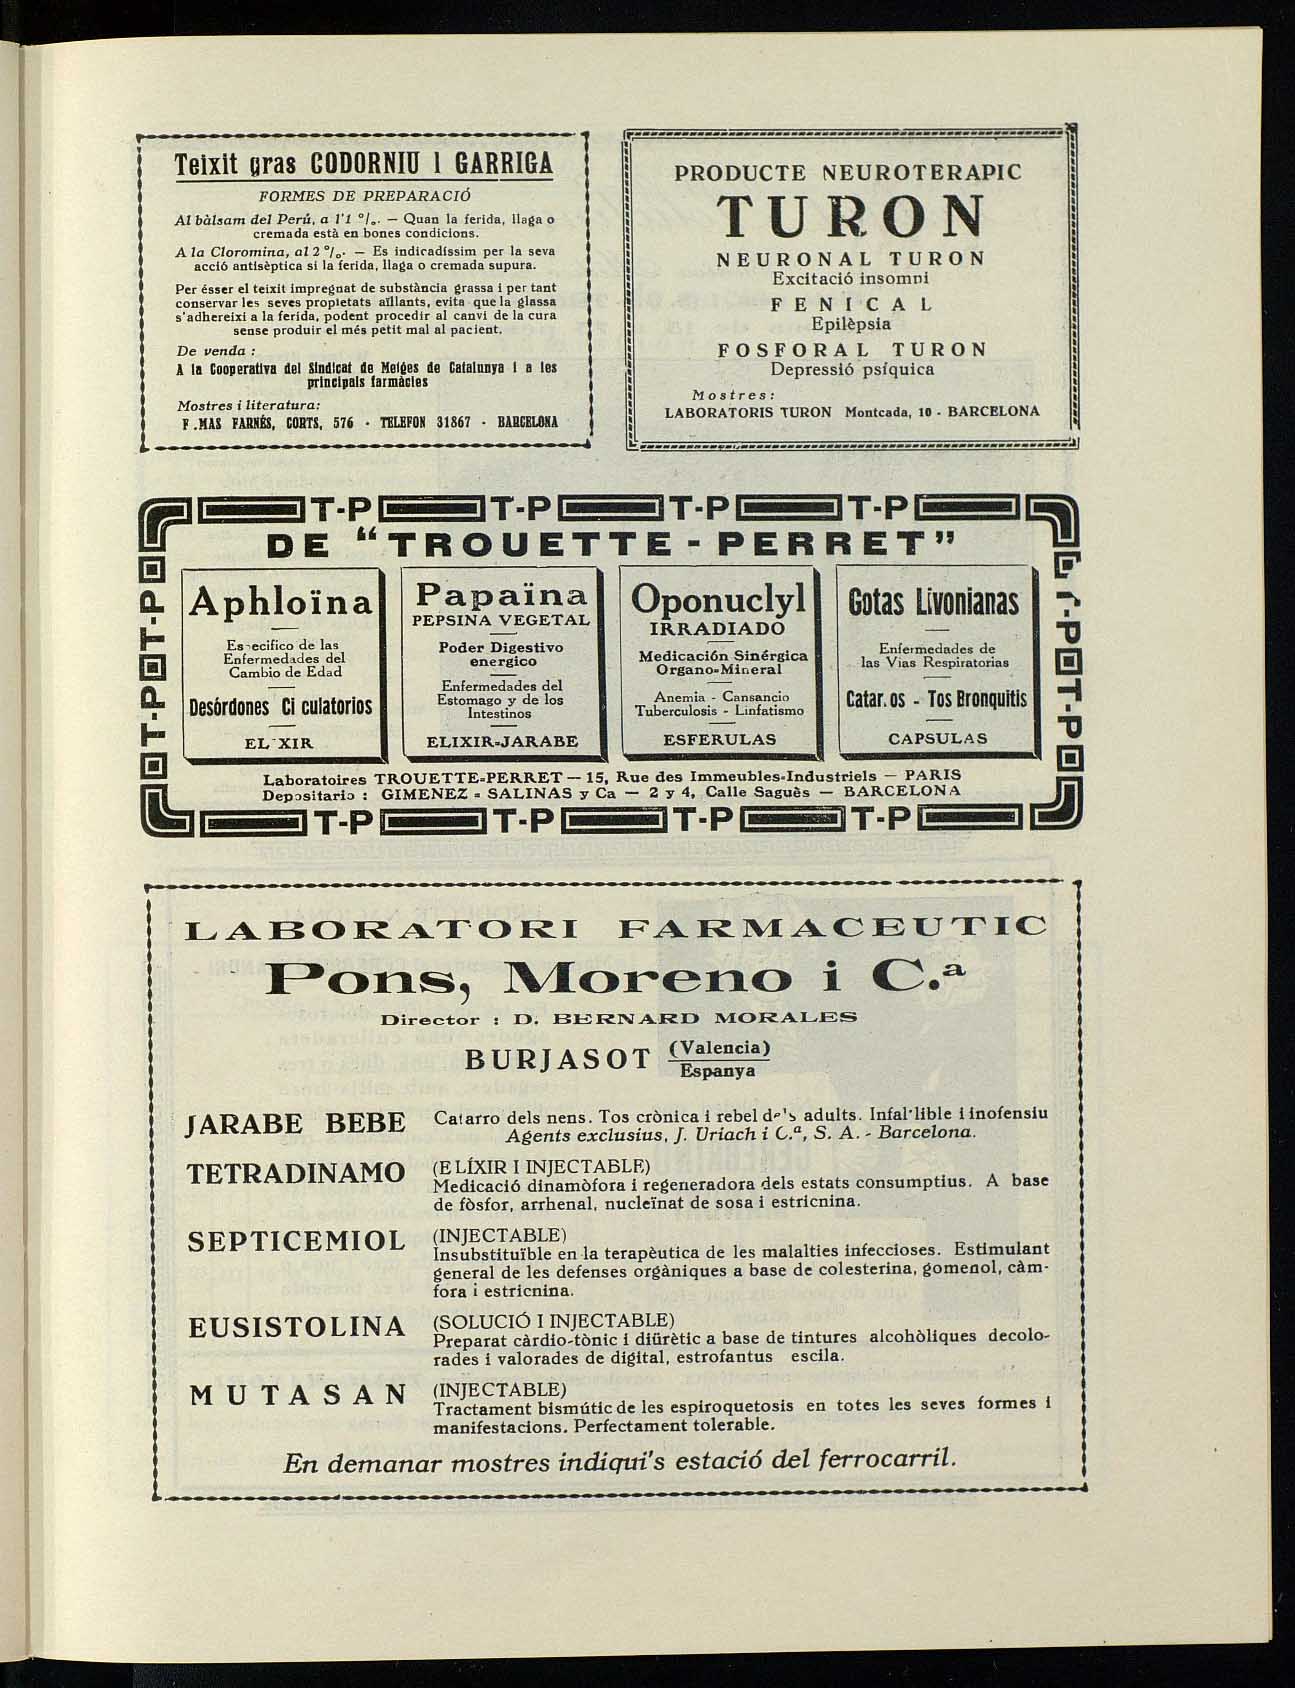 Teixit gras CODORNIU I GARRIGA
FORMES DE PREPARACIÓ
Al bàlsam del Perú, a l'1 °/₀. — Quan la ferida, llaga o
cremada està en bones condicions.
A la Cloromina, al 2 °/₀. — Es indicadíssim per la seva
acció antisèptica si la ferida, llaga o cremada supura.
Per ésser el teixit impregnat de substància grassa i per tant
conservar les seves propietats aïllants, evita que la glassa
s'adhereixi a la ferida, podent procedir al canvi de la cura
sense produir el més petit mal al pacient.
De venda :
A la Cooperativa del Sindicat de Metges de Catalunya i a les
principals farmàcies
Mostres i literatura:
F .MAS FARNÉS, CORTS, 576 - TELEFON 31867 - BARCELONA
PRODUCTE NEUROTERAPIC
TURON
NEURONAL TURON
Excitació insomni
FENICAL
Epilèpsia
FOSFORAL TURON
Depressió psíquica
Mostres:
LABORATORIS TURON Montcada, 10 - BARCELONA
T-P T-P T-P T-P
DE “TROUETTE-PERRET”
Aphloïna
Es ecifico de las
Enfermedades del
Cambio de Edad
Desórdones Ci culatorios
EL XIR
Papaïna
PEPSINA VEGETAL
Poder Digestivo
energico
Enfermedades del
Estomago y de los
Intestinos
ELIXIR-JARABE
Oponuclyl
IRRADIADO
Medicación Sinérgica
Organo-Mineral
Anemia - Cansancio
Tuberculosis - Linfatismo
ESFERULAS
Gotas Livonianas
Enfermedades de
las Vias Respiratorias
Catar.os - Tos Bronquitis
CAPSULAS
T-P T-P
T-P T-P
Laboratoires TROUETTE-PERRET — 15, Rue des Immeubles-Industriels — PARIS
Depositario : GIMENEZ - SALINAS y Ca — 2 y 4, Calle Saguès — BARCELONA
T-P T-P T-P T-P
LABORATORI FARMACEUTIC
Pons, Moreno i C.ª
Director : D. BERNARD MORALES
BURJASOT (Valencia)
Espanya
JARABE BEBE
Catarro dels nens. Tos crònica i rebel de's adults. Infal·lible i inofensiu
Agents exclusius, J. Uriach i C.ª, S. A. - Barcelona.
TETRADINAMO
(ELÍXIR I INJECTABLE)
Medicació dinamòfora i regeneradora dels estats consumptius. A base
de fòsfor, arrhenal, nucleïnat de sosa i estricnina.
SEPTICEMIOL
(INJECTABLE)
Insubstituïble en la terapèutica de les malalties infeccioses. Estimulant
general de les defenses orgàniques a base de colesterina, gomenol, càm-
fora i estricnina.
EUSISTOLINA
(SOLUCIÓ I INJECTABLE)
Preparat càrdio-tònic i diürètic a base de tintures alcohòliques decolo-
rades i valorades de digital, estrofantus escila.
MUTASAN
(INJECTABLE)
Tractament bismútic de les espiroquetosis en totes les seves formes i
manifestacions. Perfectament tolerable.
En demanar mostres indiqui's estació del ferrocarril.